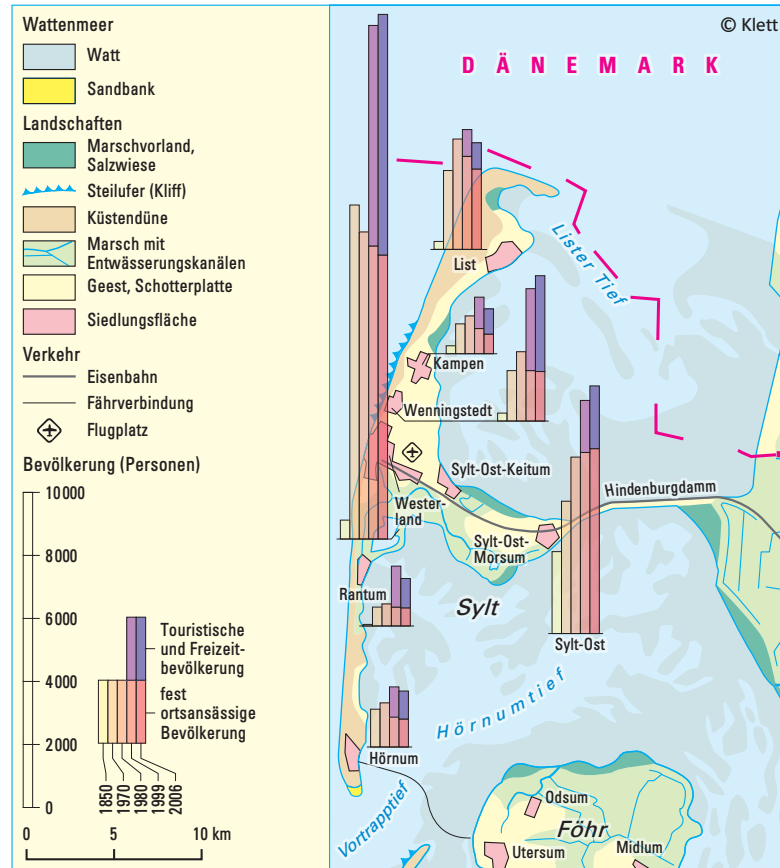 Wattenmeer
Watt
Sandbank
Landschaften
Marschvorland,
Salzwiese
Steilufer (Kliff)
Küstendüne
Marsch mit
Entwässerungskanälen
Geest, Schotterplatte
Siedlungsfläche
Verkehr
Eisenbahn
Fährverbindung
Flugplatz
Bevölkerung (Personen)
10000
8000
6000
4000
2000
0
Touristische
und Freizeit-
bevölkerung
fest
ortsansässige
Bevölkerung
1850
1970
1980
1999
2006
0 5 10 km
© Klett
DÄNEMARK
List
Lister Tief
Kampen
Wenningstedt
Sylt-Ost-Keitum
Hindenburgdamm
Wester-
land
Sylt-Ost-
Morsum
Rantum
Sylt
Sylt-Ost
Hörnumtief
Hörnum
Vortrapptief
Odsum
Föhr
Utersum
Midlum